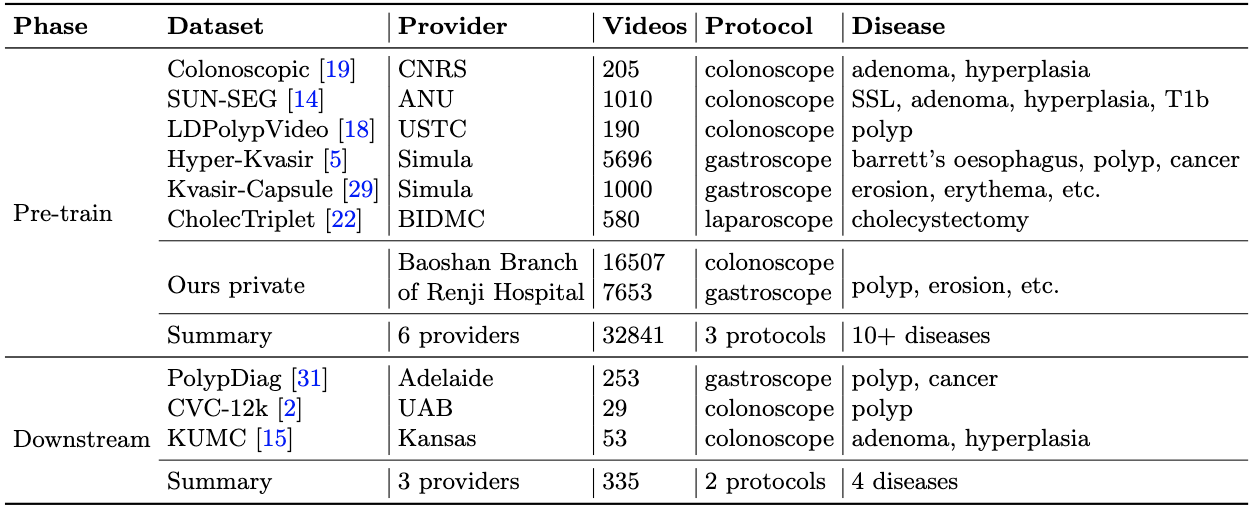 Phase Dataset Provider Videos Protocol Disease
Colonoscopic [19] CNRS 205 colonoscope adenoma, hyperplasia
SUN-SEG [14] ANU 1010 colonoscope SSL, adenoma, hyperplasia, T1b
LDPolypVideo [18] USTC 190 colonoscope polyp
Hyper-Kvasir [5] Simula 5696 gastroscope barrett's oesophagus, polyp, cancer
Kvasir-Capsule [29] Simula 1000 gastroscope erosion, erythema, etc.
Pre-train
CholecTriplet [22] BIDMC 580 laparoscope cholecystectomy
Baoshan Branch 16507 colonoscope
Ours private polyp, erosion, etc.
of Renji Hospital 7653 gastroscope
Summary 6 providers 32841 3 protocols 10+ diseases
PolypDiag [31] Adelaide 253 gastroscope polyp, cancer
CVC-12k [2] UAB 29 colonoscope polyp
Downstream KUMC [15] Kansas 53 colonoscope adenoma, hyperplasia
Summary 3 providers 335 2 protocols 4 diseases